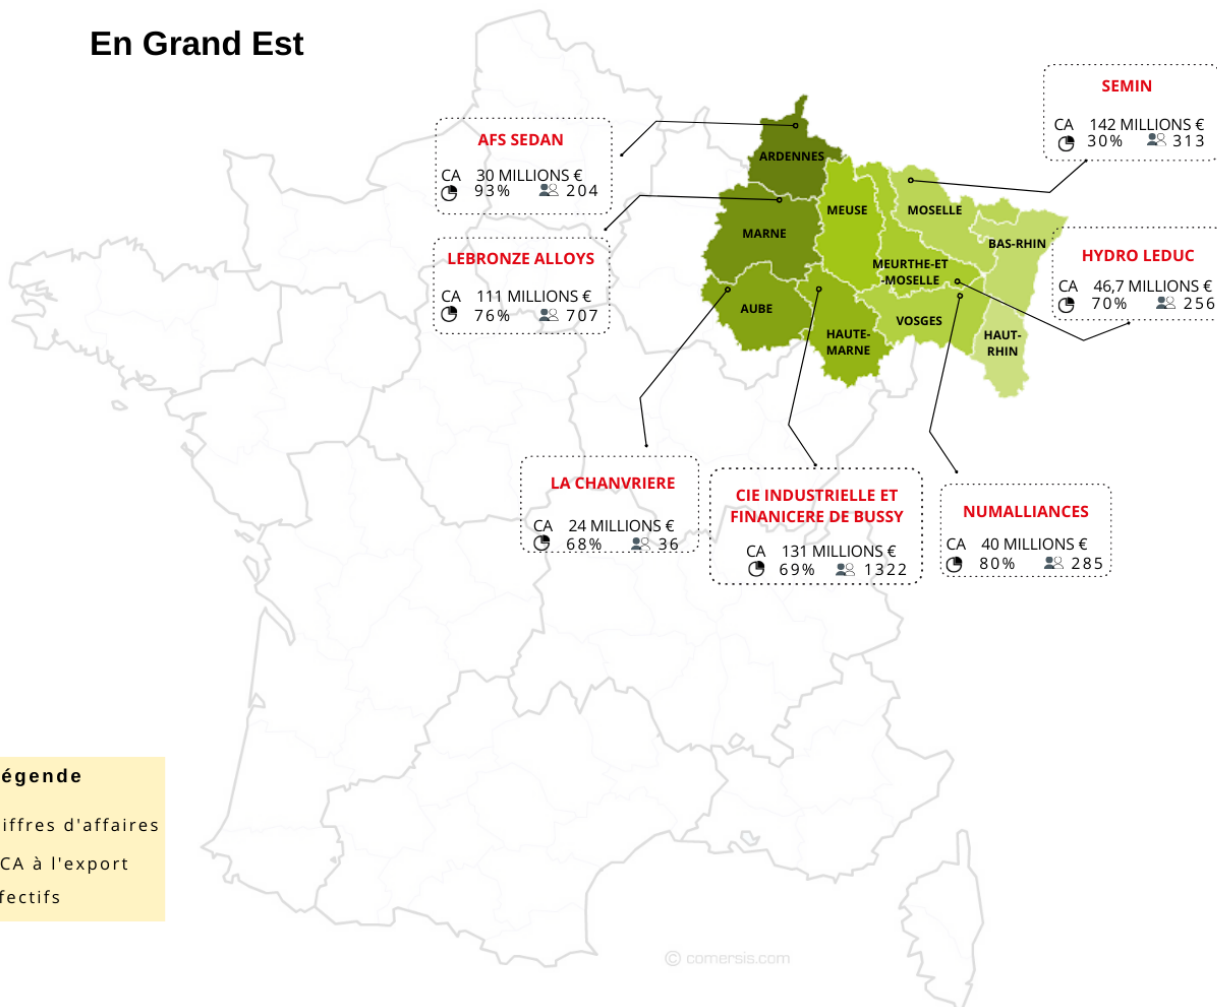 En Grand Est
SEMIN
CA 142 MILLIONS €
30% 313
AFS SEDAN
CA 30 MILLIONS €
93% 204
ARDENNES
MEUSE
MOSELLE
MARNE
BAS-RHIN
LEBRONZE ALLOYS
CA 111 MILLIONS €
76% 707
HYDRO LEDUC
CA 46,7 MILLIONS €
70% 256
MEURTHE-ET
-MOSELLE
AUBE
VOSGES
HAUTE-
MARNE
HAUT-
RHIN
LA CHANVRIERE
CA 24 MILLIONS €
68% 36
CIE INDUSTRIELLE ET
FINANICERE DE BUSSY
CA 131 MILLIONS €
69% 1322
NUMALLIANCES
CA 40 MILLIONS €
80% 285
égende
iffres d'affaires
CA à l'export
fectifs
© comersis.com